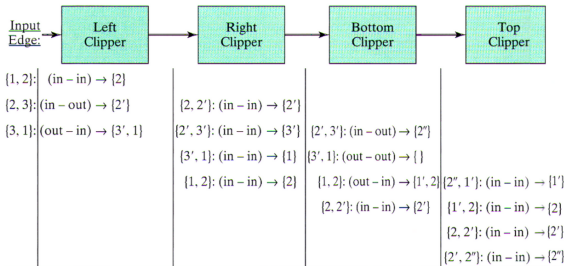 Input Edge:
Left Clipper
Right Clipper
Bottom Clipper
Top Clipper
{1, 2}: (in – in) → {2}
{2, 3}: (in – out) → {2′}
{3, 1}: (out – in) → {3′, 1}
{2, 2′}: (in – in) → {2′}
{2′, 3′}: (in – in) → {3′}
{3′, 1}: (in – in) → {1}
{1, 2}: (in – in) → {2}
{2′, 3′}: (in – out) → {2″}
{3′, 1}: (out – out) → { }
{1, 2}: (out – in) → {1′, 2}
{2, 2′}: (in – in) → {2′}
{2″, 1′}: (in – in) → {1′}
{1′, 2}: (in – in) → {2}
{2, 2′}: (in – in) → {2′}
{2′, 2″}: (in – in) → {2″}